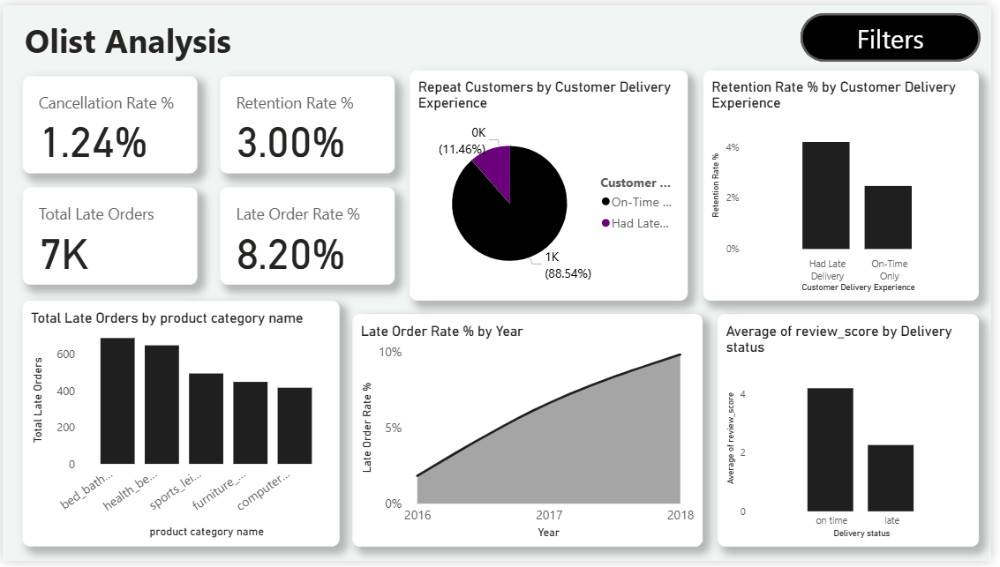 Olist Analysis
Filters
Cancellation Rate %
1.24%
Retention Rate %
3.00%
Total Late Orders
7K
Late Order Rate %
8.20%
Repeat Customers by Customer Delivery
Experience
0K
(11.46%)
1K
(88.54%)
Customer ...
On-Time ...
Had Late...
Retention Rate % by Customer Delivery
Experience
Retention Rate %
4%
2%
0%
Had Late
Delivery
On-Time
Only
Customer Delivery Experience
Total Late Orders by product category name
Total Late Orders
600
400
200
0
bed_bath...
health_be...
sports_lei...
furniture_...
computer...
product category name
Late Order Rate % by Year
Late Order Rate %
10%
5%
0%
2016
2017
2018
Year
Average of review_score by Delivery
status
Average of review_score
4
2
0
on time
late
Delivery status